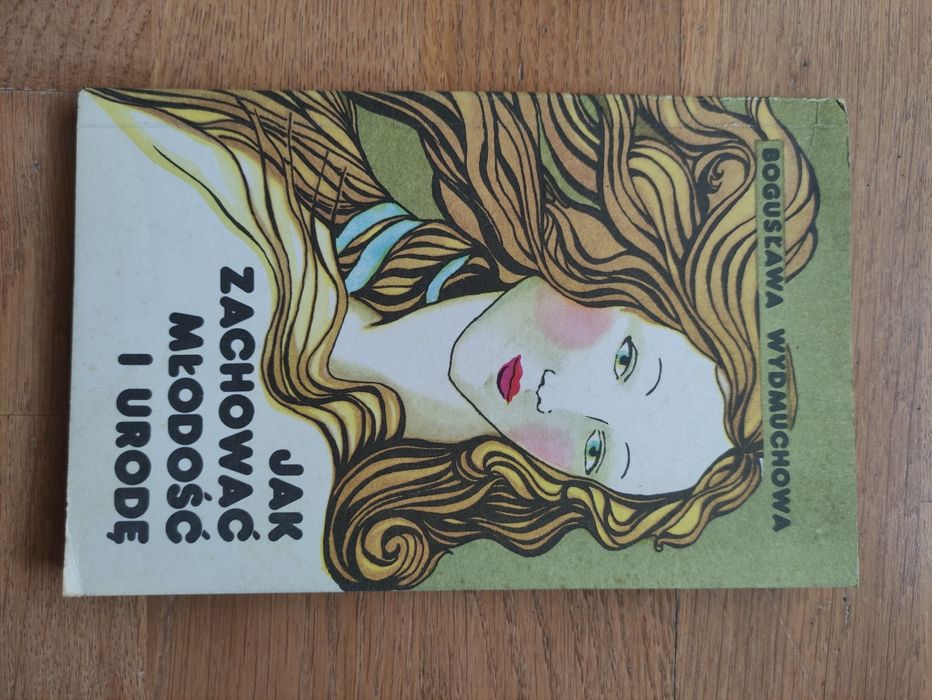 BOGUSŁAWA WYDMUCHOWA
JAK
ZACHOWAĆ
MŁODOŚĆ
I URODĘ